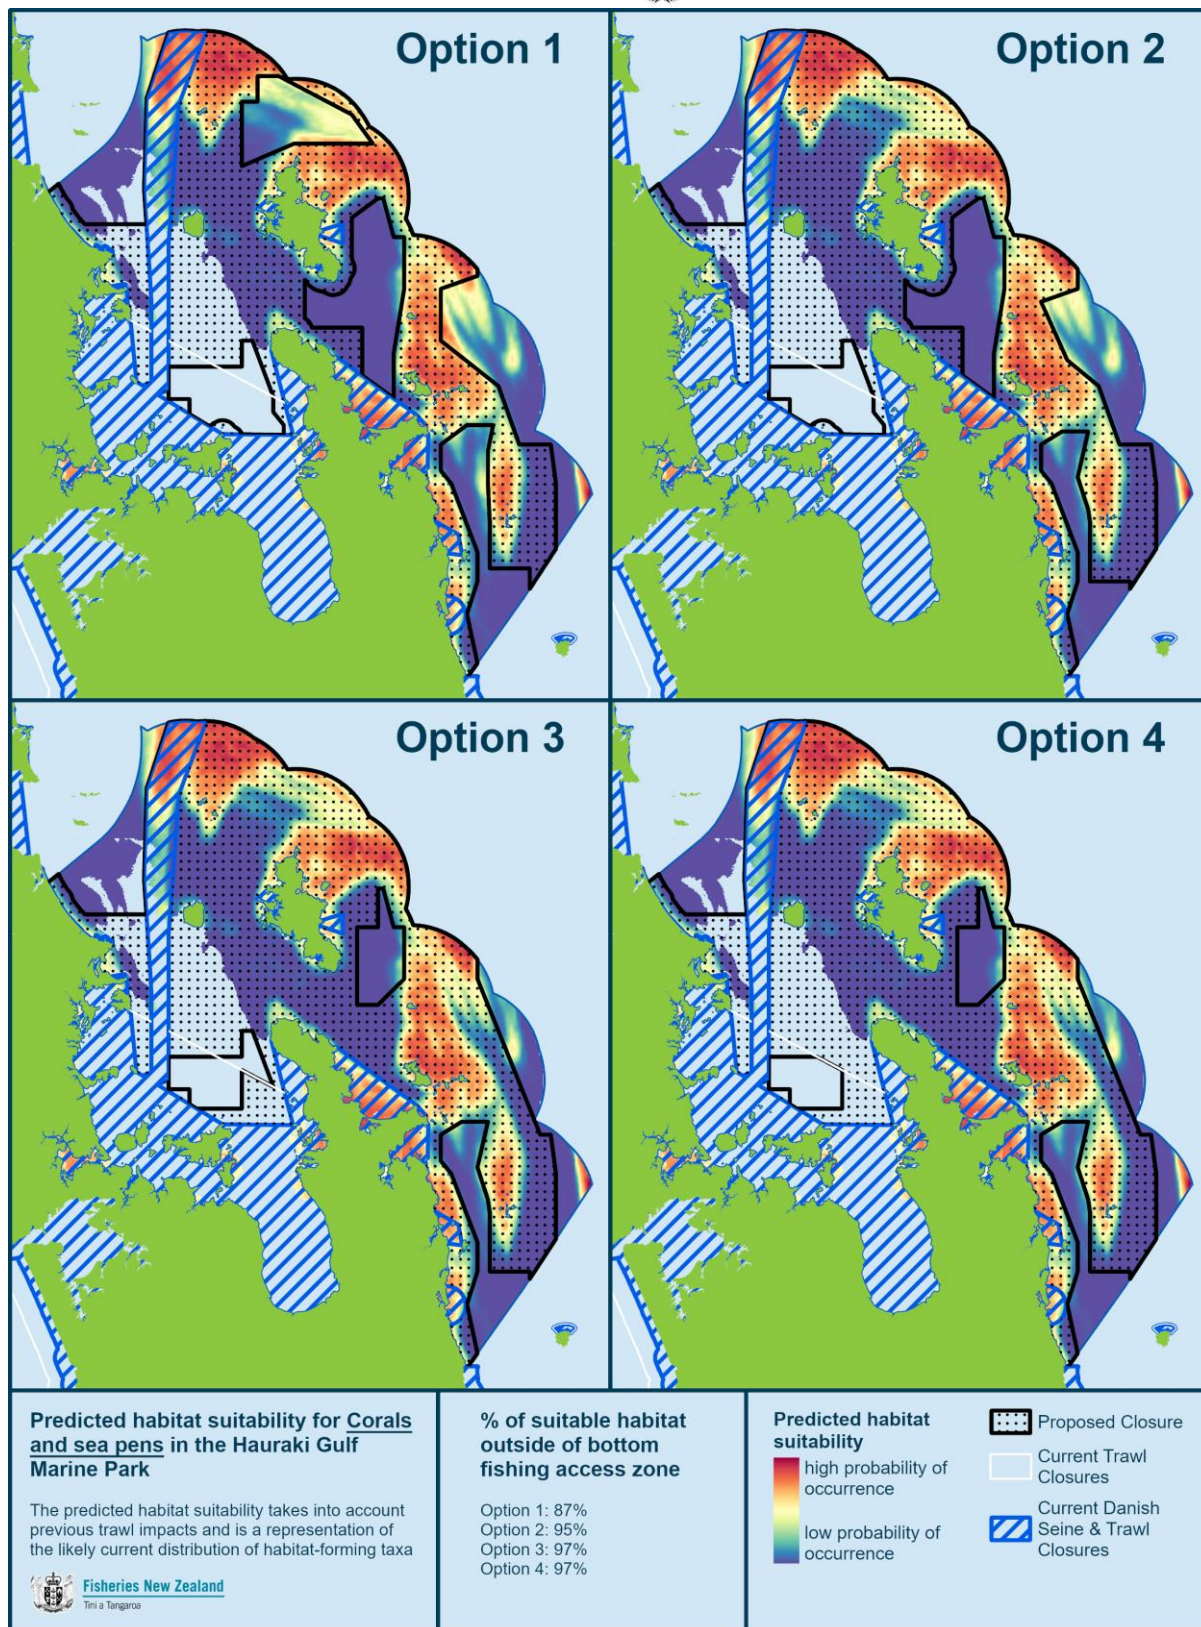 Option 1
Option 2
Option 3
Option 4
Predicted habitat suitability for Corals
and sea pens in the Hauraki Gulf
Marine Park
The predicted habitat suitability takes into account
previous trawl impacts and is a representation of
the likely current distribution of habitat-forming taxa
Fisheries New Zealand
Tini a Tangaroa
% of suitable habitat
outside of bottom
fishing access zone
Option 1: 87%
Option 2: 95%
Option 3: 97%
Option 4: 97%
Predicted habitat
suitability
high probability of
occurrence
low probability of
occurrence
Proposed Closure
Current Trawl
Closures
Current Danish
Seine & Trawl
Closures